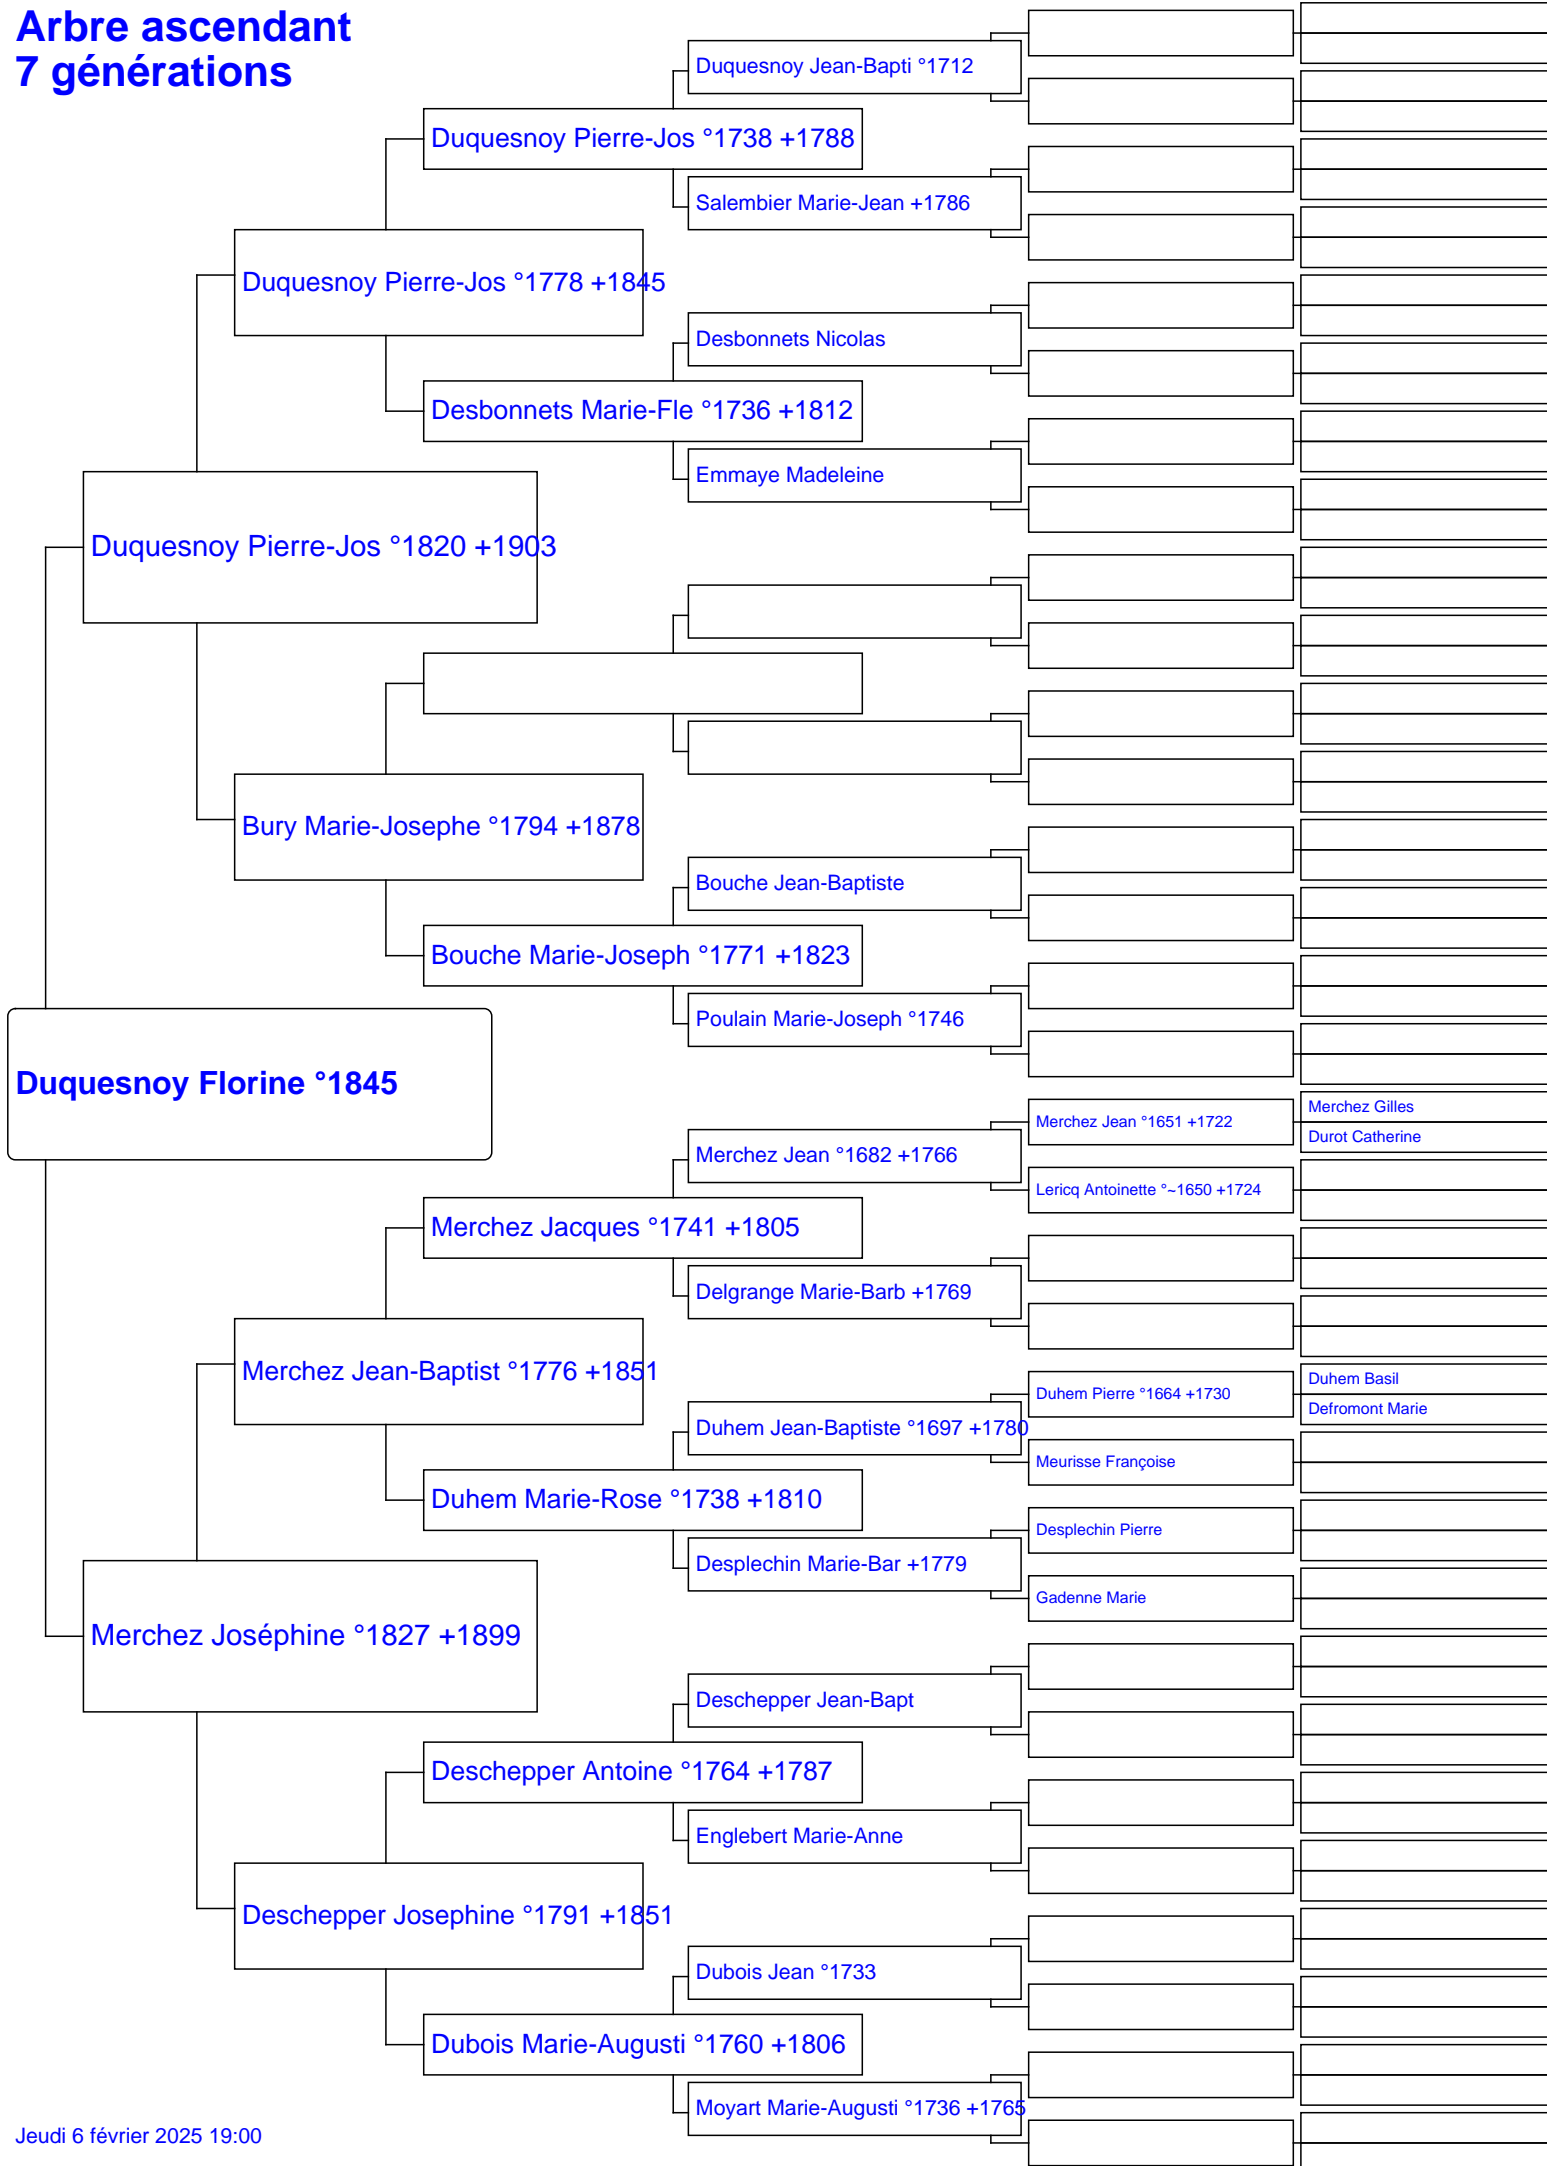 Arbre ascendant
7 générations
Duquesnoy Jean-Bapti °1712
Duquesnoy Pierre-Jos °1738 +1788
Salembier Marie-Jean +1786
Duquesnoy Pierre-Jos °1778 +1845
Desbonnets Nicolas
Desbonnets Marie-Fle °1736 +1812
Emmaye Madeleine
Duquesnoy Pierre-Jos °1820 +1903
Bury Marie-Josephe °1794 +1878
Bouche Jean-Baptiste
Bouche Marie-Joseph °1771 +1823
Poulain Marie-Joseph °1746
Duquesnoy Florine °1845
Merchez Gilles
Merchez Jean °1651 +1722
Durot Catherine
Merchez Jean °1682 +1766
Lericq Antoinette °~1650 +1724
Merchez Jacques °1741 +1805
Delgrange Marie-Barb +1769
Merchez Jean-Baptist °1776 +1851
Duhem Basil
Duhem Pierre °1664 +1730
Defromont Marie
Duhem Jean-Baptiste °1697 +1780
Meurisse Françoise
Duhem Marie-Rose °1738 +1810
Desplechin Pierre
Desplechin Marie-Bar +1779
Gadenne Marie
Merchez Joséphine °1827 +1899
Deschepper Jean-Bapt
Deschepper Antoine °1764 +1787
Englebert Marie-Anne
Deschepper Josephine °1791 +1851
Dubois Jean °1733
Dubois Marie-Augusti °1760 +1806
Moyart Marie-Augusti °1736 +1765
Jeudi 6 février 2025 19:00